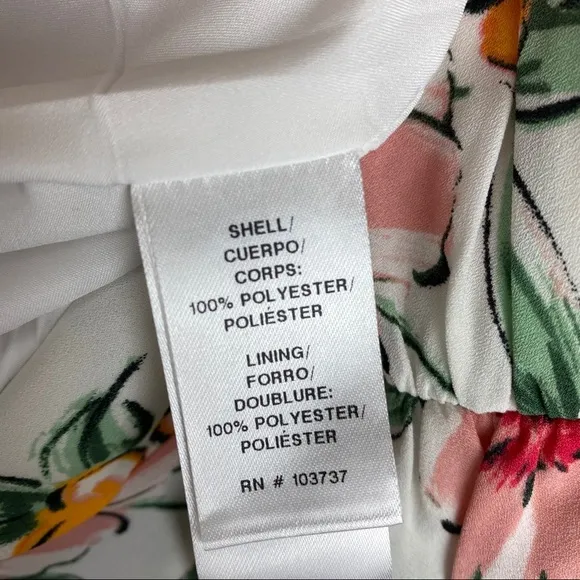 SHELL/
CUERPO/
CORPS:
100% POLYESTER/
POLIÉSTER
LINING/
FORRO/
DOUBLURE:
100% POLYESTER/
POLIÉSTER
RN # 103737